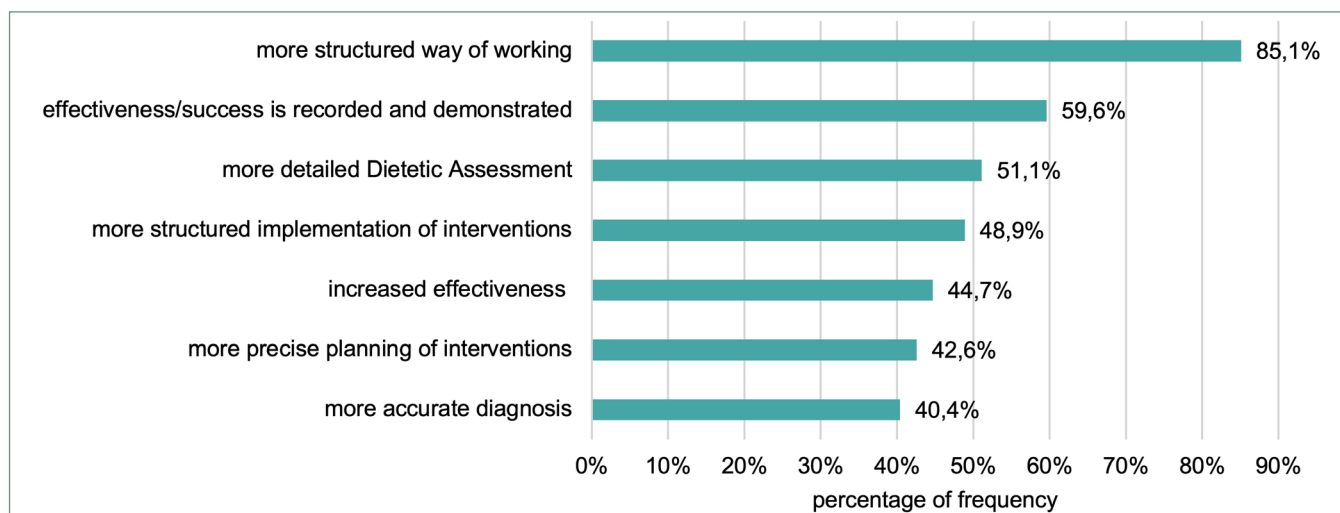 more structured way of working 85,1%
effectiveness/success is recorded and demonstrated 59,6%
more detailed Dietetic Assessment 51,1%
more structured implementation of interventions 48,9%
increased effectiveness 44,7%
more precise planning of interventions 42,6%
more accurate diagnosis 40,4%
0% 10% 20% 30% 40% 50% 60% 70% 80% 90%
percentage of frequency